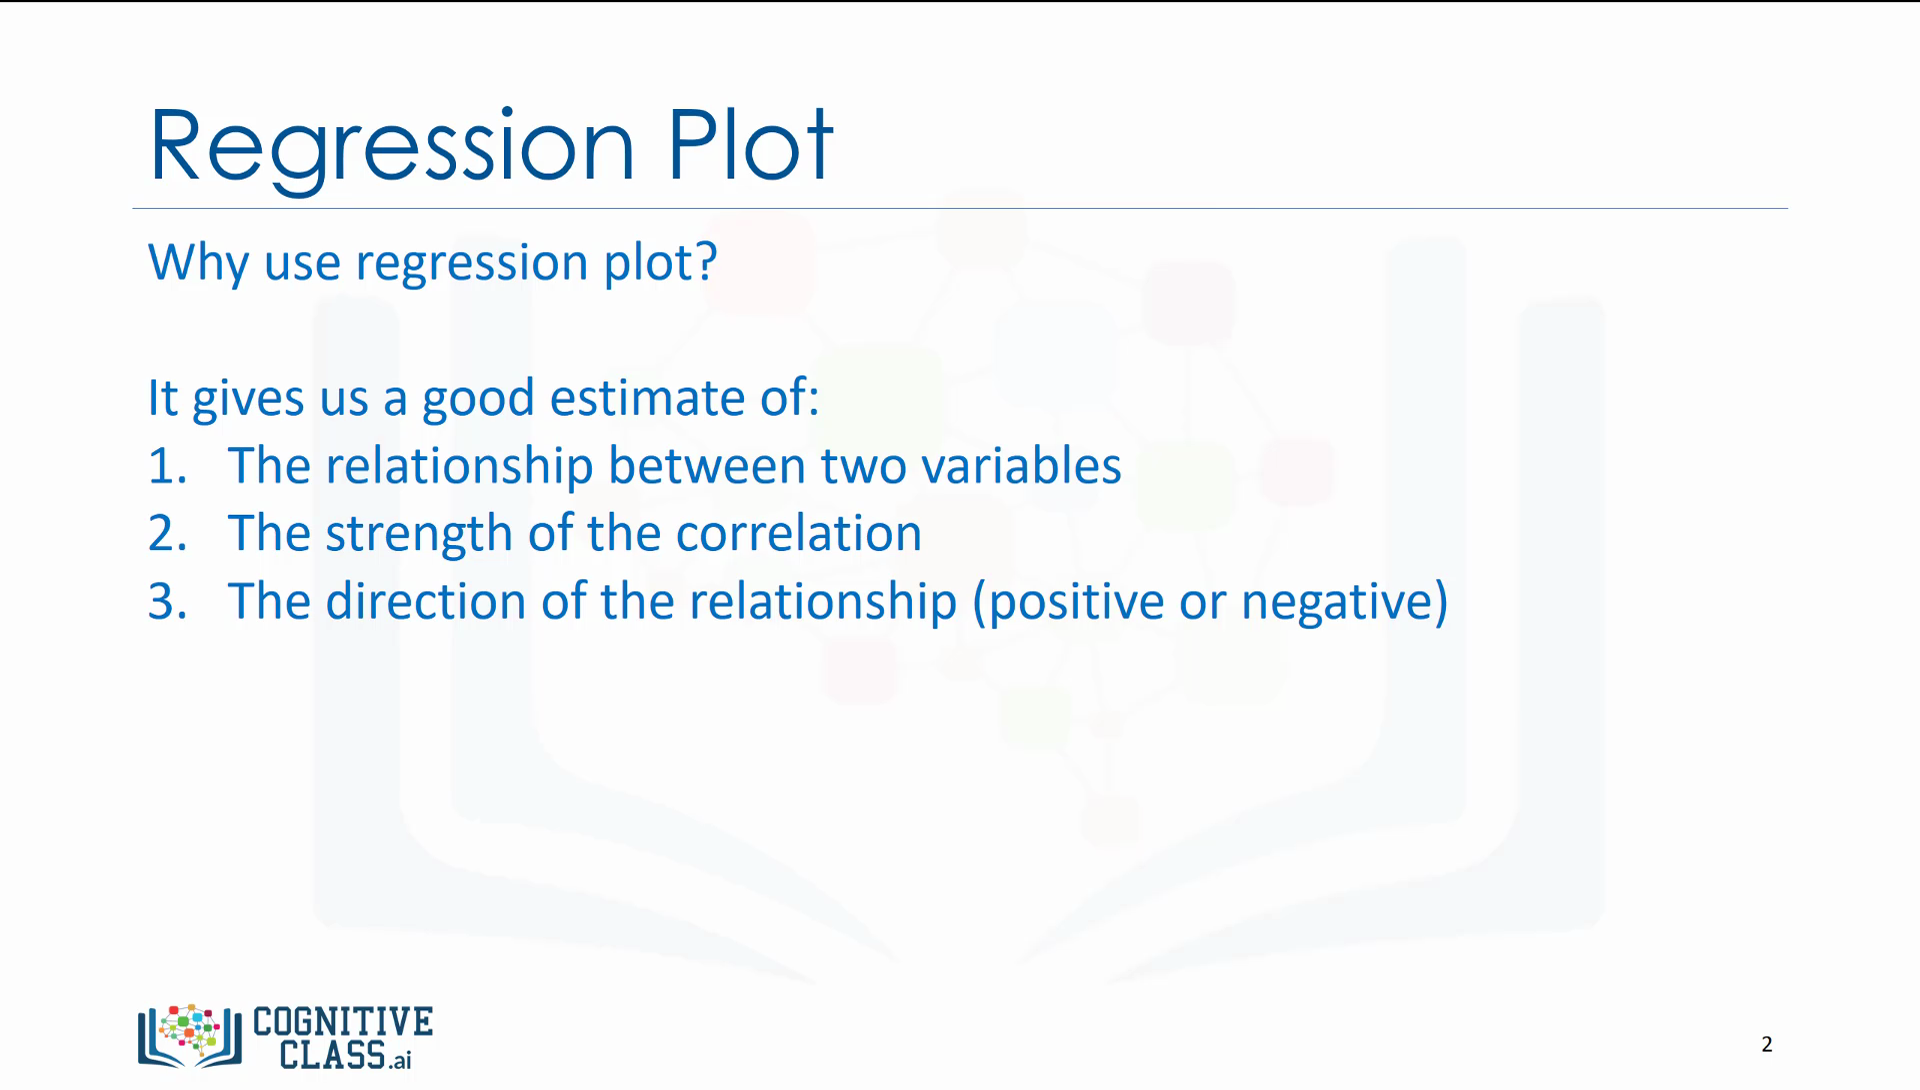 Regression Plot
Why use regression plot?
It gives us a good estimate of:
1. The relationship between two variables
2. The strength of the correlation
3. The direction of the relationship (positive or negative)
COGNITIVE
CLASS.ai
2